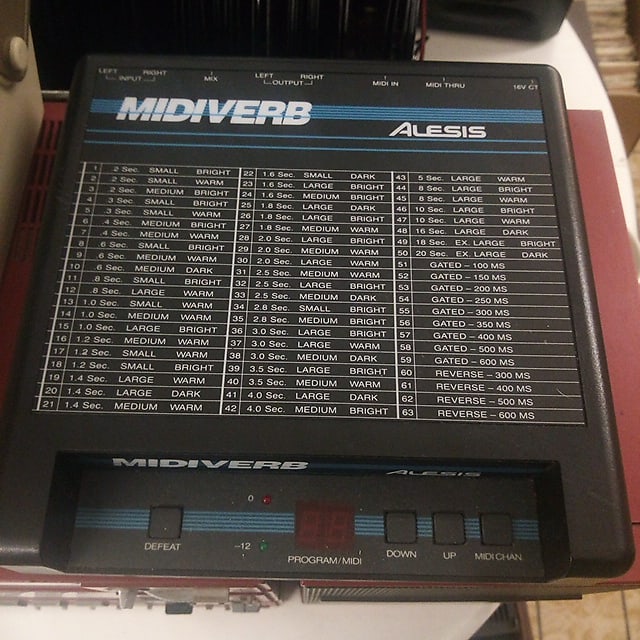 LEFT RIGHT MIX LEFT RIGHT MIDI IN MIDI THRU 16V CT
INPUT OUTPUT
MIDIVERB
ALESIS
1 .2 Sec. SMALL BRIGHT
2 .2 Sec. SMALL WARM
3 .2 Sec. MEDIUM BRIGHT
4 .3 Sec. SMALL BRIGHT
5 .3 Sec. SMALL WARM
6 .4 Sec. MEDIUM BRIGHT
7 .4 Sec. MEDIUM WARM
8 .6 Sec. SMALL BRIGHT
9 .6 Sec. MEDIUM WARM
10 .6 Sec. MEDIUM DARK
11 .8 Sec. SMALL BRIGHT
12 .8 Sec. LARGE WARM
13 1.0 Sec. SMALL WARM
14 1.0 Sec. MEDIUM WARM
15 1.0 Sec. LARGE BRIGHT
16 1.2 Sec. MEDIUM WARM
17 1.2 Sec. SMALL WARM
18 1.2 Sec. SMALL BRIGHT
19 1.4 Sec. LARGE WARM
20 1.4 Sec. LARGE DARK
21 1.4 Sec. MEDIUM WARM
22 1.6 Sec. SMALL DARK
23 1.6 Sec. LARGE BRIGHT
24 1.6 Sec. MEDIUM BRIGHT
25 1.8 Sec. LARGE DARK
26 1.8 Sec. LARGE BRIGHT
27 1.8 Sec. MEDIUM WARM
28 2.0 Sec. LARGE BRIGHT
29 2.0 Sec. MEDIUM WARM
30 2.0 Sec. LARGE WARM
31 2.5 Sec. MEDIUM WARM
32 2.5 Sec. LARGE BRIGHT
33 2.5 Sec. MEDIUM DARK
34 2.8 Sec. SMALL BRIGHT
35 2.8 Sec. MEDIUM BRIGHT
36 3.0 Sec. LARGE BRIGHT
37 3.0 Sec. LARGE WARM
38 3.0 Sec. MEDIUM DARK
39 3.5 Sec. LARGE BRIGHT
40 3.5 Sec. MEDIUM WARM
41 4.0 Sec. LARGE DARK
42 4.0 Sec. MEDIUM BRIGHT
43 5 Sec. LARGE WARM
44 8 Sec. LARGE BRIGHT
45 8 Sec. LARGE WARM
46 10 Sec. LARGE BRIGHT
47 10 Sec. LARGE WARM
48 16 Sec. LARGE DARK
49 18 Sec. EX. LARGE BRIGHT
50 20 Sec. EX. LARGE DARK
51 GATED – 100 MS
52 GATED – 150 MS
53 GATED – 200 MS
54 GATED – 250 MS
55 GATED – 300 MS
56 GATED – 350 MS
57 GATED – 400 MS
58 GATED – 500 MS
59 GATED – 600 MS
60 REVERSE – 300 MS
61 REVERSE – 400 MS
62 REVERSE – 500 MS
63 REVERSE – 600 MS
MIDIVERB ALESIS
0
-12
DEFEAT PROGRAM/MIDI DOWN UP MIDI CHAN